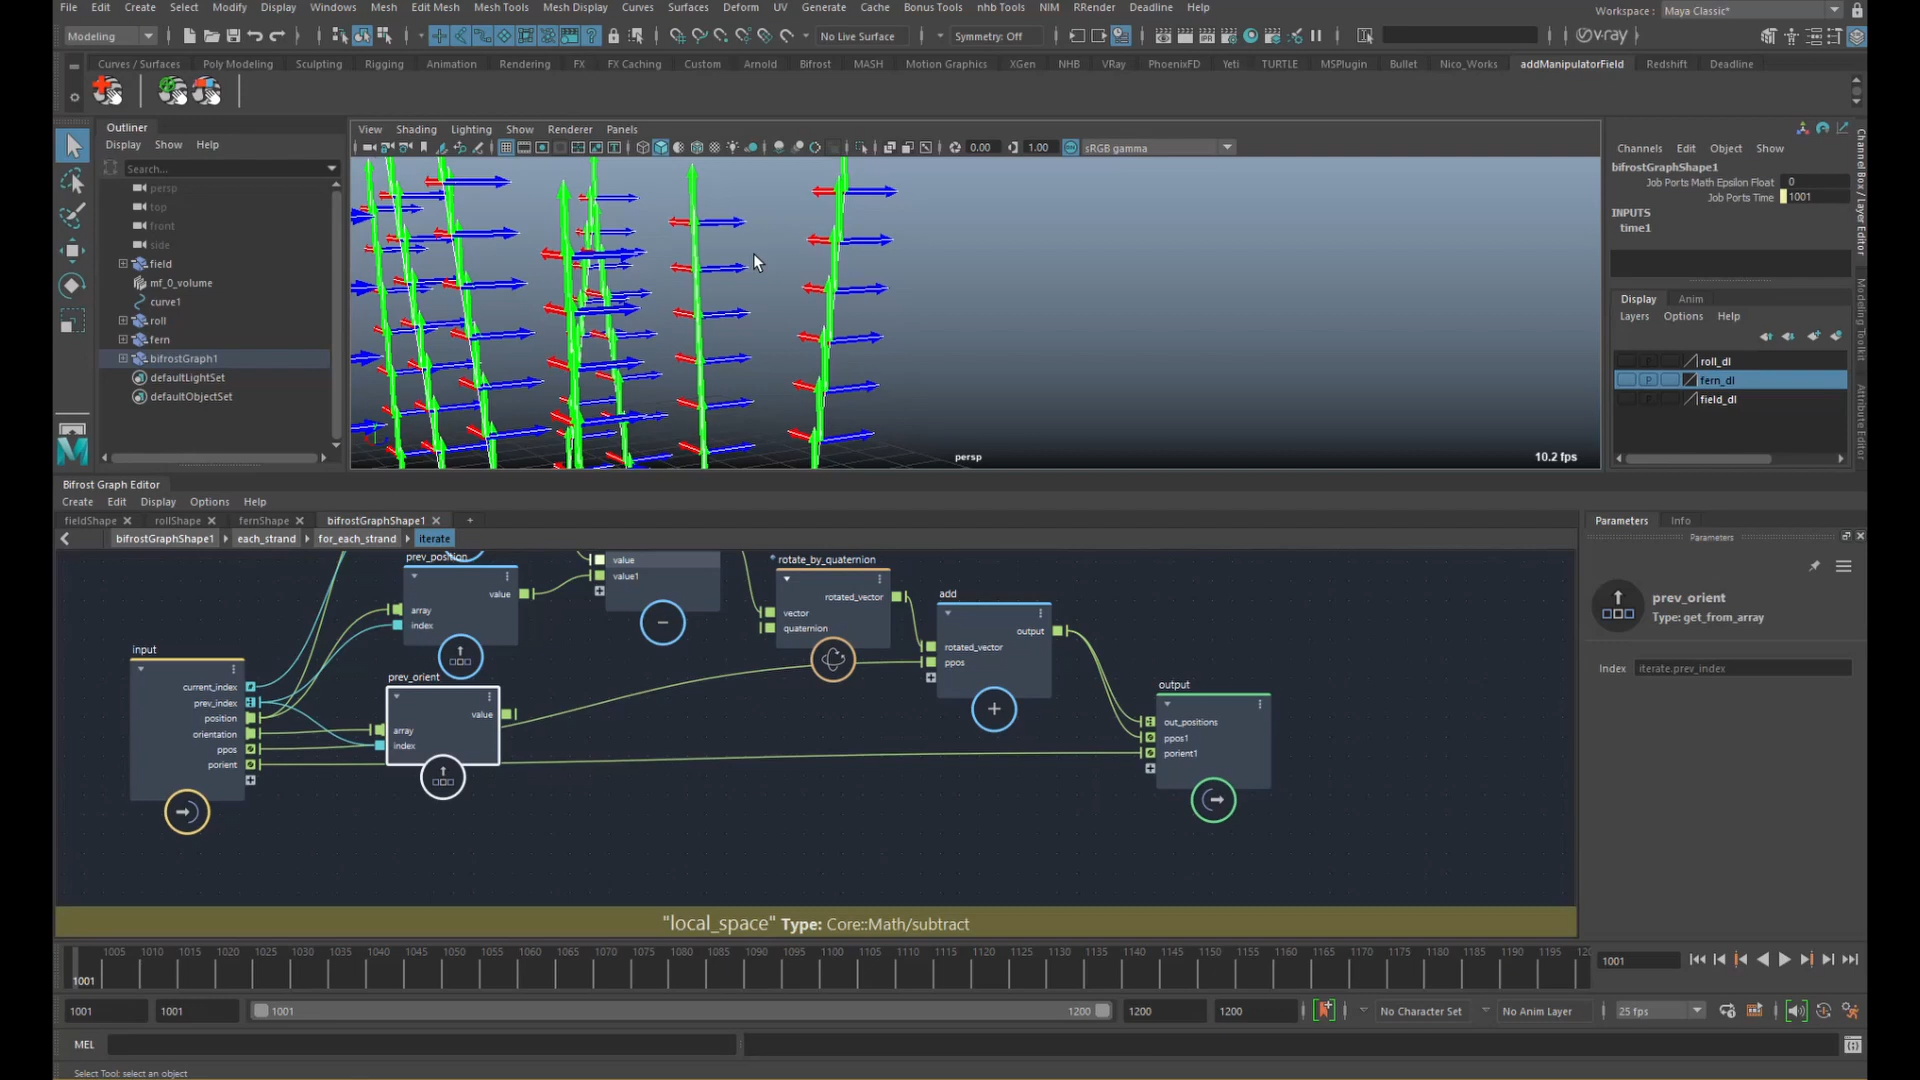 File Edit Create Select Modify Display Windows Mesh Edit Mesh Mesh Tools Mesh Display Curves Surfaces Deform UV Generate Cache Bonus Tools nhb Tools NIM RRender Deadline Help
Workspace : Maya Classic*
Modeling
No Live Surface
Symmetry: Off
v·ray
Curves / Surfaces Poly Modeling Sculpting Rigging Animation Rendering FX FX Caching Custom Arnold Bifrost MASH Motion Graphics XGen NHB VRay PhoenixFD Yeti TURTLE MSPlugin Bullet Nico_Works addManipulatorField Redshift Deadline
Outliner
Display Show Help
Search...
persp
top
front
side
field
mf_0_volume
curve1
roll
fern
bifrostGraph1
defaultLightSet
defaultObjectSet
View Shading Lighting Show Renderer Panels
0.00
1.00
sRGB gamma
persp
10.2 fps
Channels Edit Object Show
bifrostGraphShape1
Job Ports Math Epsilon Float 0
Job Ports Time 1001
INPUTS
time1
Display Anim
Layers Options Help
P roll_dl
P fern_dl
field_dl
Channel Box / Layer Editor
Modeling Toolkit
Attribute Editor
Bifrost Graph Editor
Create Edit Display Options Help
fieldShape rollShape fernShape bifrostGraphShape1
bifrostGraphShape1 each_strand for_each_strand iterate
prev_position
value
array
index
value
value1
rotate_by_quaternion
rotated_vector
vector
quaternion
add
output
rotated_vector
ppos
input
current_index
prev_index
position
orientation
ppos
porient
prev_orient
value
array
index
output
out_positions
ppos1
porient1
"local_space" Type: Core::Math/subtract
Parameters Info
Parameters
prev_orient
Type: get_from_array
Index iterate.prev_index
1005 1010 1015 1020 1025 1030 1035 1040 1045 1050 1055 1060 1065 1070 1075 1080 1085 1090 1095 1100 1105 1110 1115 1120 1125 1130 1135 1140 1145 1150 1155 1160 1165 1170 1175 1180 1185 1190 1195 120
1001
1001
1001 1001 1001 1200 1200 1200
No Character Set
No Anim Layer
25 fps
MEL
Select Tool: select an object